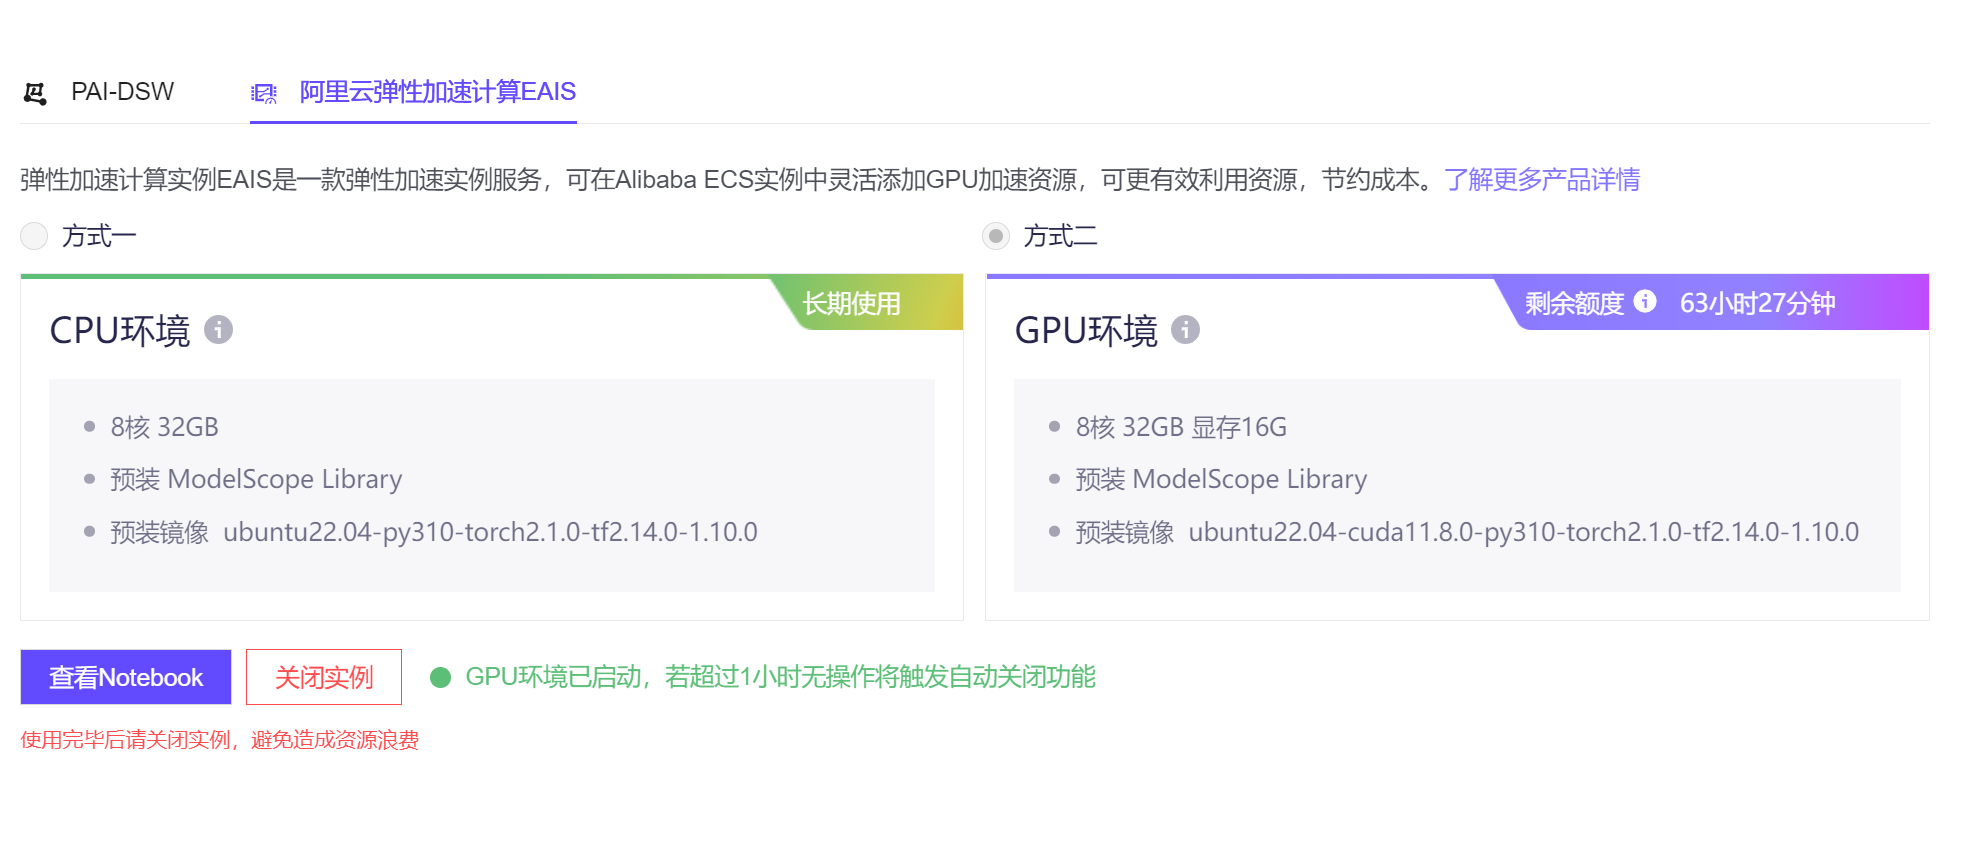 PAI-DSW 阿里云弹性加速计算EAIS
弹性加速计算实例EAIS是一款弹性加速实例服务，可在Alibaba ECS实例中灵活添加GPU加速资源，可更有效利用资源，节约成本。了解更多产品详情
方式一
方式二
长期使用
CPU环境
8核 32GB
预装 ModelScope Library
预装镜像 ubuntu22.04-py310-torch2.1.0-tf2.14.0-1.10.0
剩余额度 63小时27分钟
GPU环境
8核 32GB 显存16G
预装 ModelScope Library
预装镜像 ubuntu22.04-cuda11.8.0-py310-torch2.1.0-tf2.14.0-1.10.0
查看Notebook 关闭实例 GPU环境已启动，若超过1小时无操作将触发自动关闭功能
使用完毕后请关闭实例，避免造成资源浪费